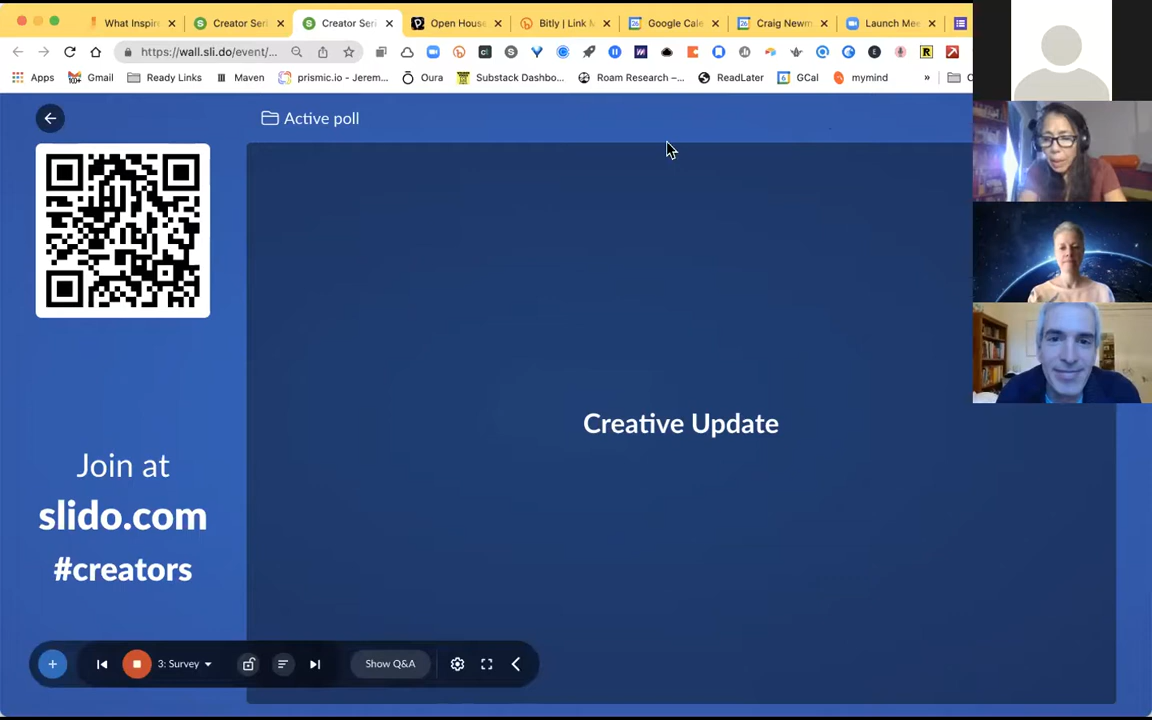 What Inspir
Creator Seri
Creator Seri
Open House
Bitly | Link M
Google Cale
Craig Newm
Launch Mee
https://wall.sli.do/event/...
Apps
Gmail
Ready Links
Maven
prismic.io - Jerem...
Oura
Substack Dashbo...
Roam Research –...
ReadLater
GCal
mymind
»
Active poll
Creative Update
Join at
slido.com
#creators
3: Survey
Show Q&A